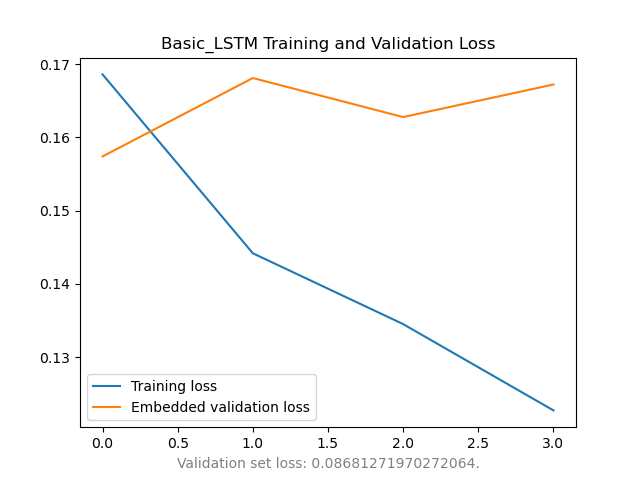 Basic_LSTM Training and Validation Loss
0.17
0.16
0.15
0.14
0.13
Training loss
Embedded validation loss
0.0 0.5 1.0 1.5 2.0 2.5 3.0
Validation set loss: 0.08681271970272064.